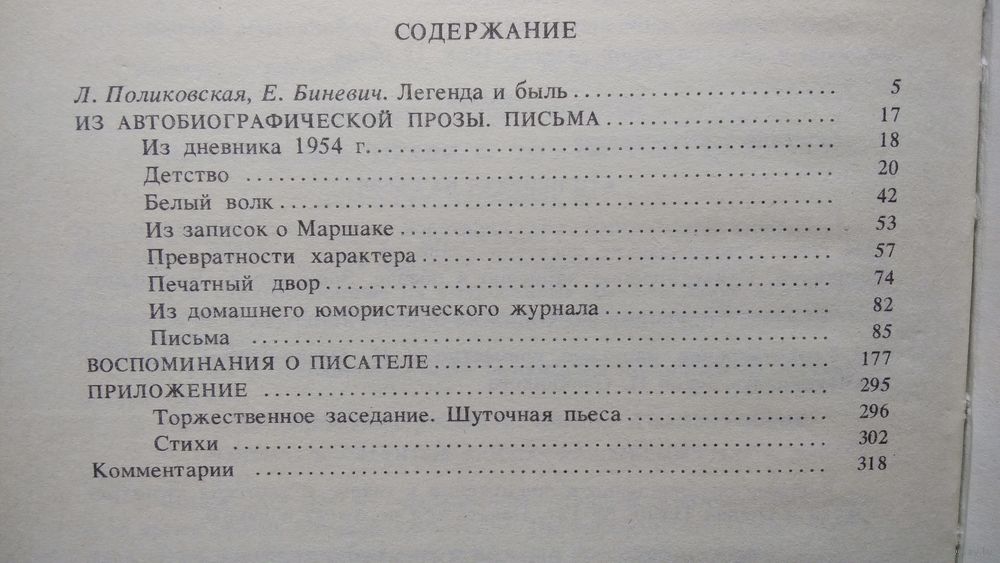 СОДЕРЖАНИЕ
Л. Поликовская, Е. Биневич. Легенда и быль.......................... 5
ИЗ АВТОБИОГРАФИЧЕСКОЙ ПРОЗЫ. ПИСЬМА.................... 17
Из дневника 1954 г........................................ 18
Детство .................................................. 20
Белый волк................................................ 42
Из записок о Маршаке...................................... 53
Превратности характера.................................... 57
Печатный двор............................................. 74
Из домашнего юмористического журнала...................... 82
Письма ................................................... 85
ВОСПОМИНАНИЯ О ПИСАТЕЛЕ................................... 177
ПРИЛОЖЕНИЕ ............................................... 295
Торжественное заседание. Шуточная пьеса................... 296
Стихи .................................................... 302
Комментарии .............................................. 318